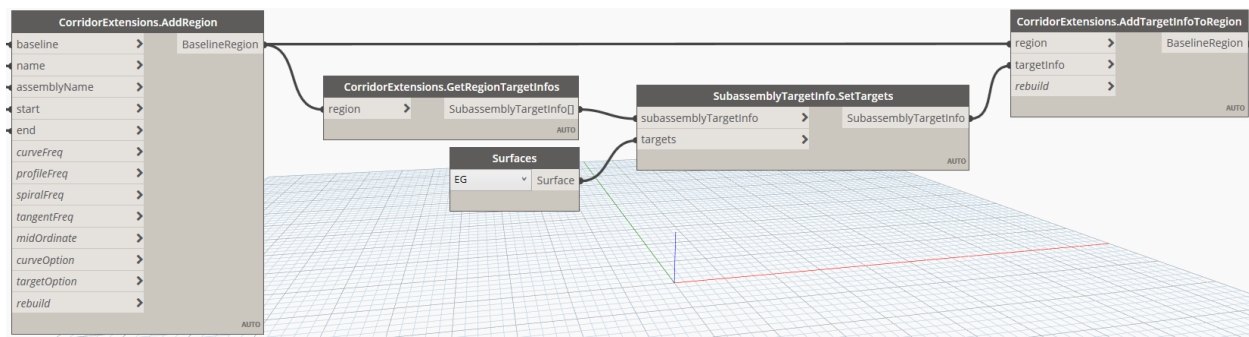 CorridorExtensions.AddRegion
baseline > BaselineRegion
name >
assemblyName >
start >
end >
curveFreq >
profileFreq >
spiralFreq >
tangentFreq >
midOrdinate >
curveOption >
targetOption >
rebuild >
AUTO
CorridorExtensions.GetRegionTargetInfos
region > SubassemblyTargetInfo[]
AUTO
Surfaces
EG Surface
SubassemblyTargetInfo.SetTargets
subassemblyTargetInfo > SubassemblyTargetInfo
targets >
AUTO
CorridorExtensions.AddTargetInfoToRegion
region > BaselineRegion
targetInfo >
rebuild >
AUTO